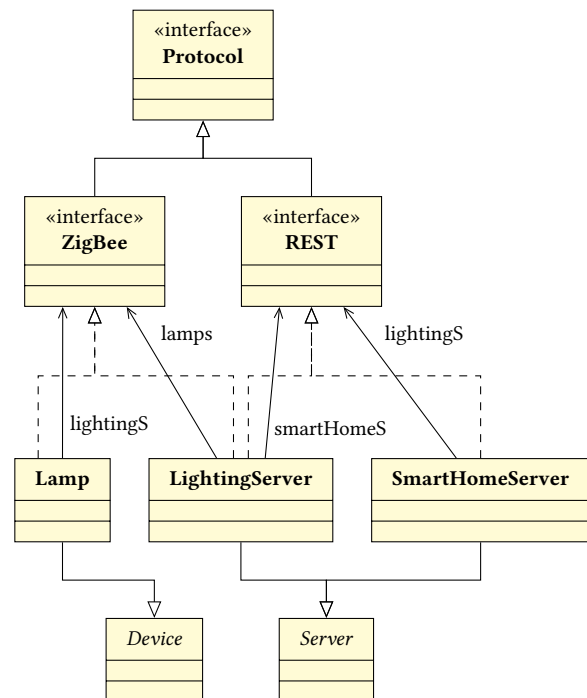 «interface»
Protocol
«interface»
ZigBee
«interface»
REST
lamps
lightingS
lightingS
smartHomeS
Lamp
LightingServer
SmartHomeServer
Device
Server